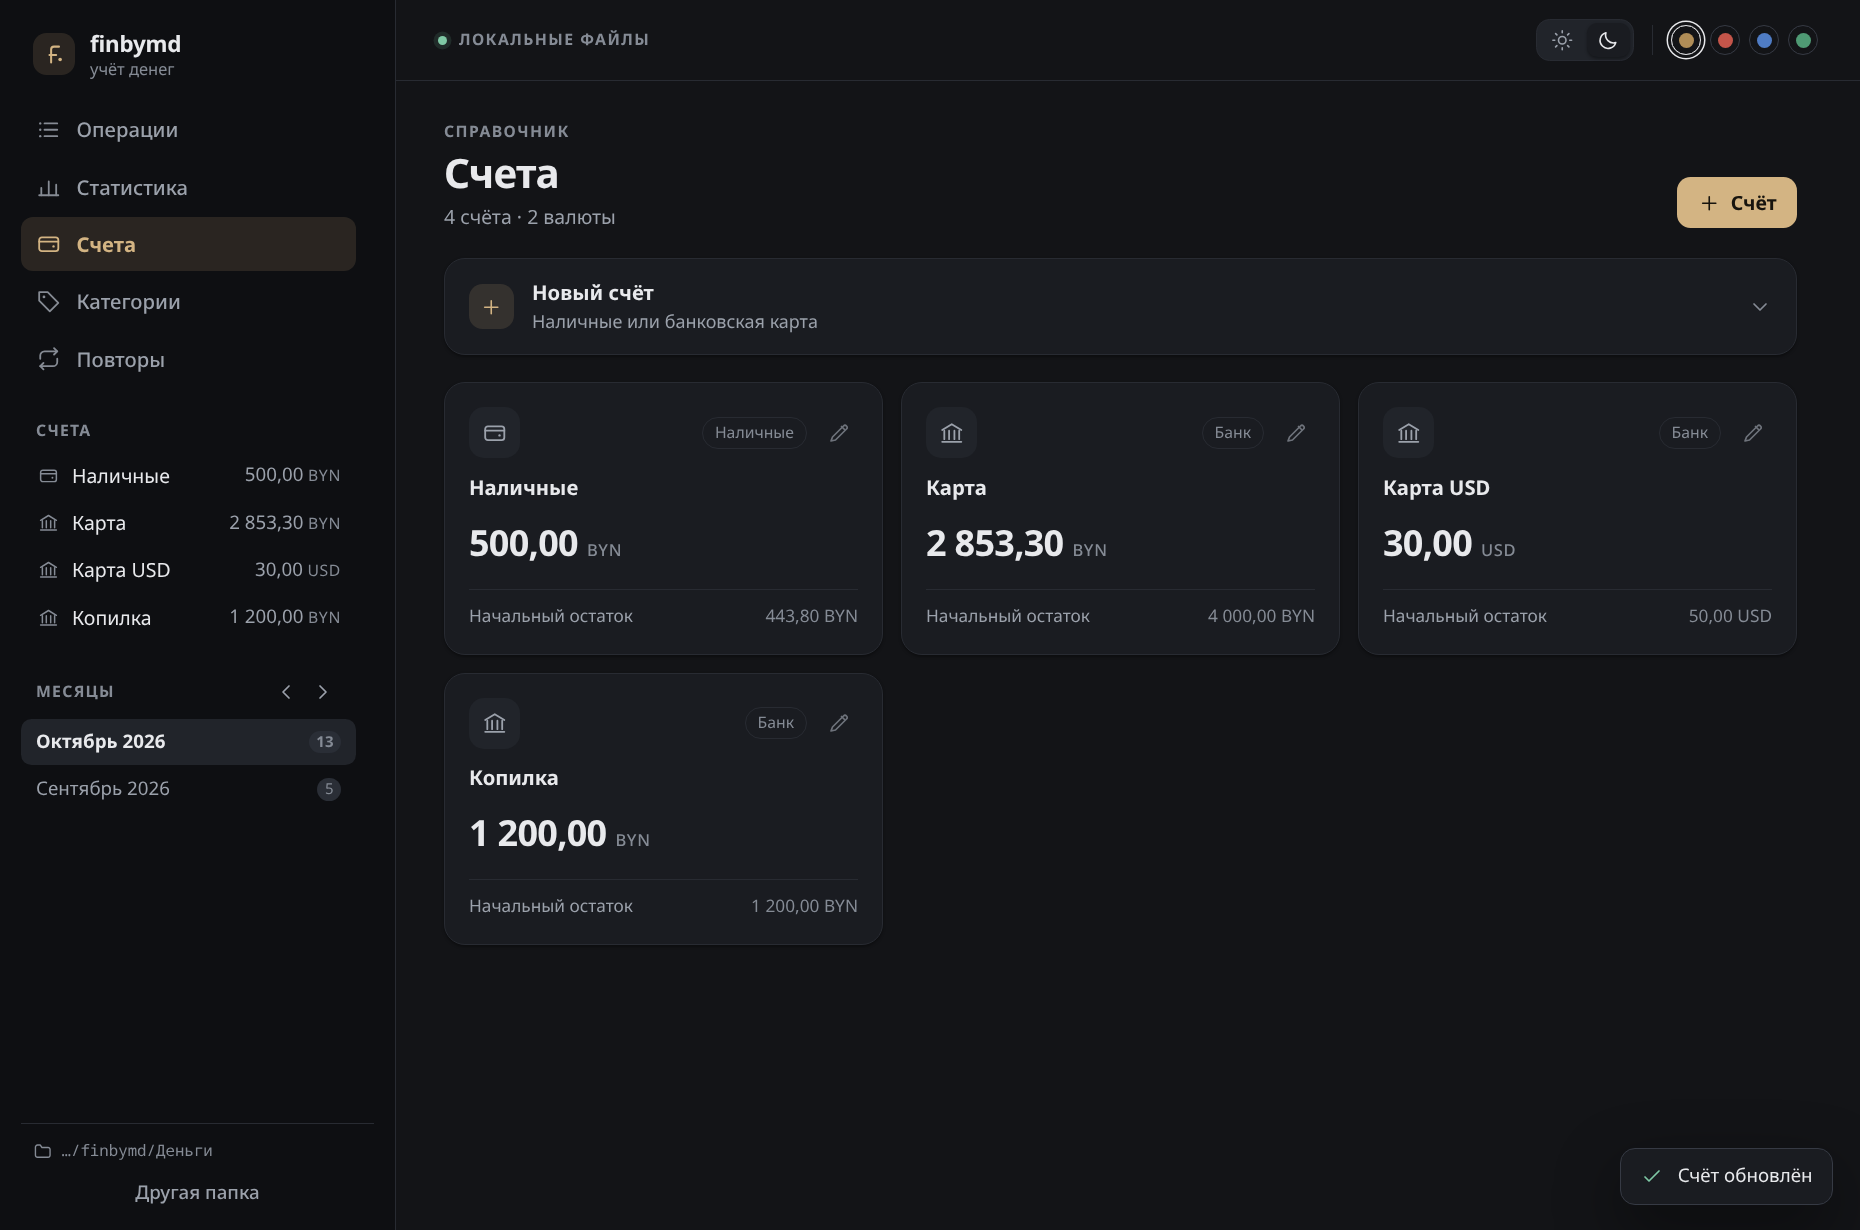 finbymd
учёт денег
Операции
Статистика
Счета
Категории
Повторы
СЧЕТА
Наличные 500,00 BYN
Карта 2 853,30 BYN
Карта USD 30,00 USD
Копилка 1 200,00 BYN
МЕСЯЦЫ
Октябрь 2026 13
Сентябрь 2026 5
…/finbymd/Деньги
Другая папка
ЛОКАЛЬНЫЕ ФАЙЛЫ
СПРАВОЧНИК
Счета
4 счёта · 2 валюты
+ Счёт
Новый счёт
Наличные или банковская карта
Наличные
Наличные
500,00 BYN
Начальный остаток 443,80 BYN
Банк
Карта
2 853,30 BYN
Начальный остаток 4 000,00 BYN
Банк
Карта USD
30,00 USD
Начальный остаток 50,00 USD
Банк
Копилка
1 200,00 BYN
Начальный остаток 1 200,00 BYN
Счёт обновлён